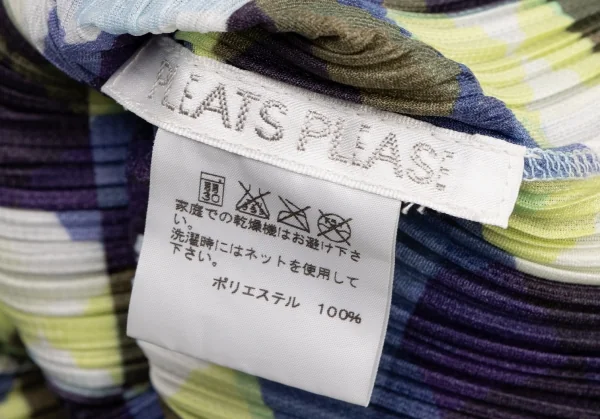 PLEATS PLEASE
弱
30
家庭での乾燥機はお避け下さ
い。
洗濯時にはネットを使用して
下さい。
ポリエステル 100%